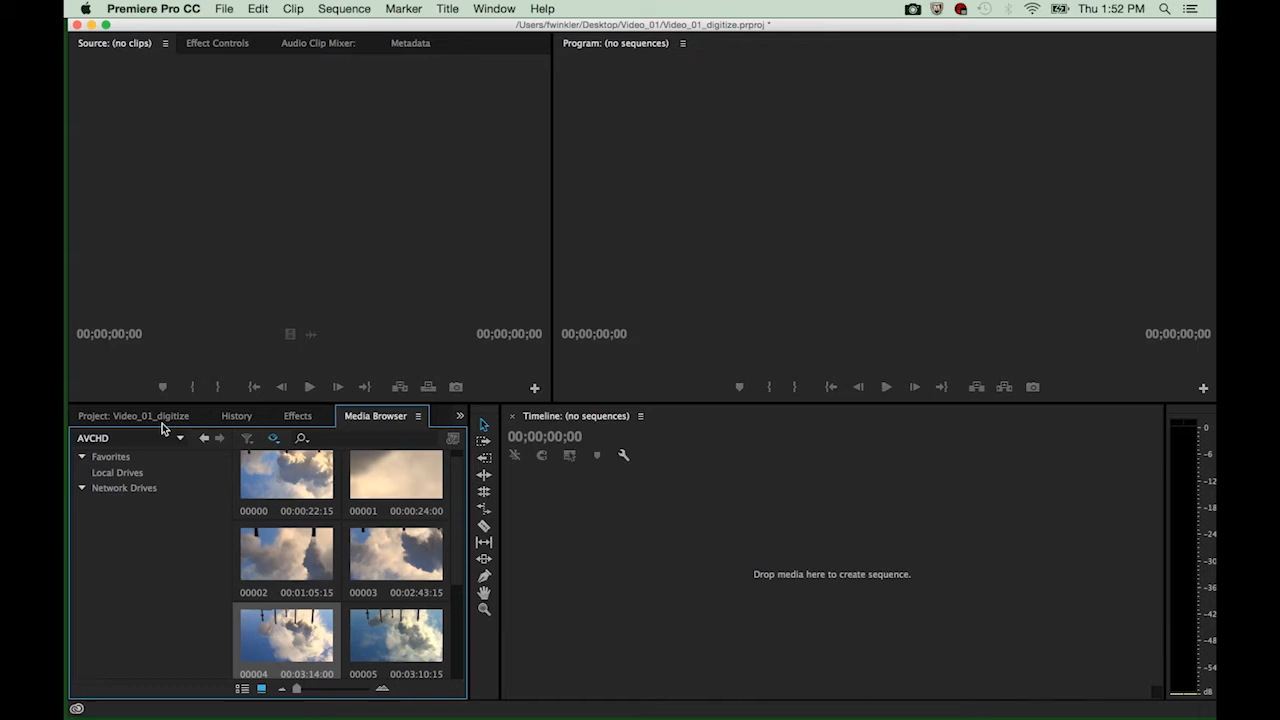 Premiere Pro CC File Edit Clip Sequence Marker Title Window Help Thu 1:52 PM
/Users/fwinkler/Desktop/Video_01/Video_01_digitize.prproj *
Source: (no clips) Effect Controls Audio Clip Mixer: Metadata Program: (no sequences)
00;00;00;00 00;00;00;00 00;00;00;00 00;00;00;00
Project: Video_01_digitize History Effects Media Browser Timeline: (no sequences)
AVCHD
00;00;00;00
Favorites
Local Drives
Network Drives
00000 00:00:22:15 00001 00:00:24:00
00002 00:01:05:15 00003 00:02:43:15
00004 00:03:14:00 00005 00:03:10:15
Drop media here to create sequence.
0
-6
-12
-18
-24
-30
-36
-42
-48
-54
dB